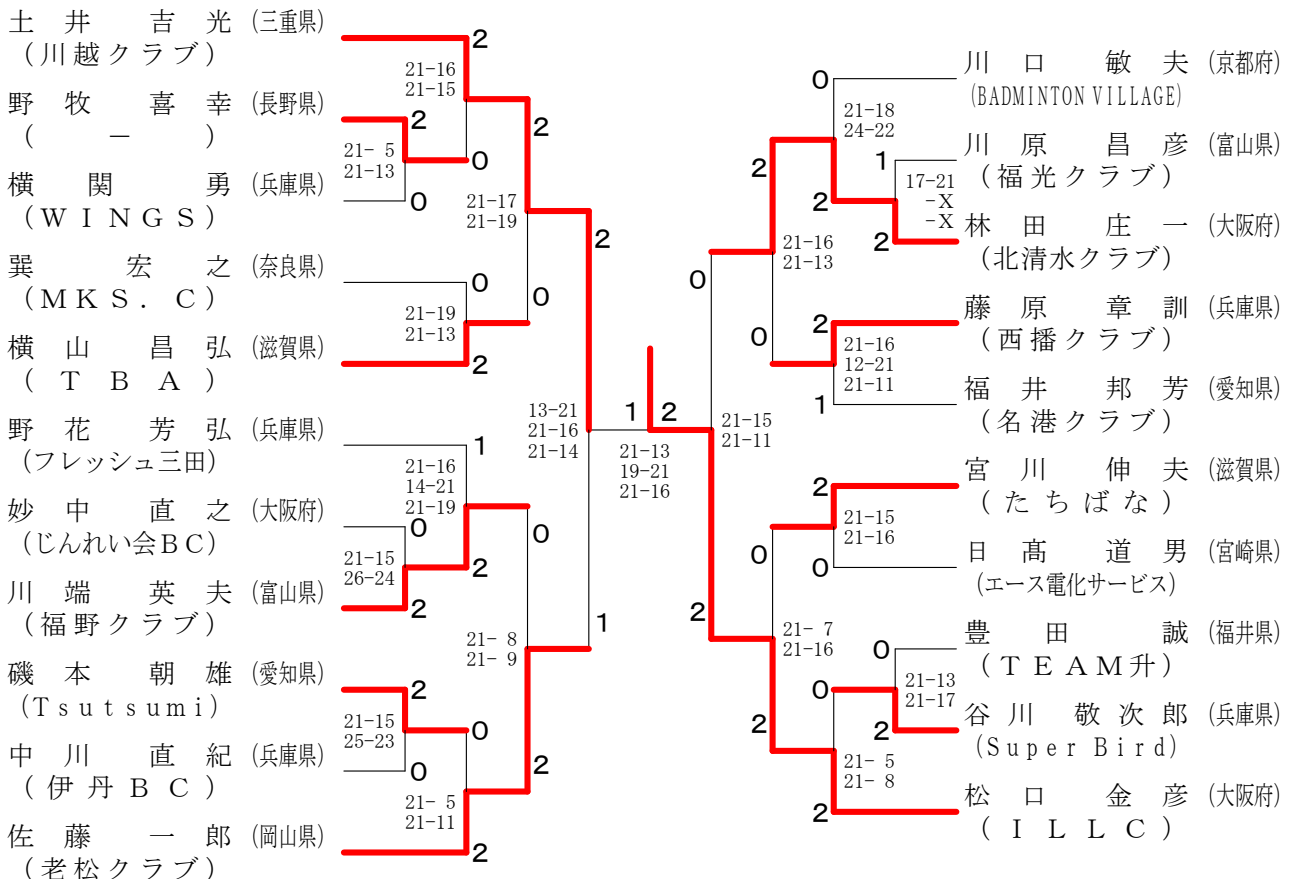 土井 吉光 (三重県)
(川越クラブ)
野牧 喜幸 (長野県)
( － )
横関 勇 (兵庫県)
(WINGS)
巽 宏之 (奈良県)
(MKS．C)
横山 昌弘 (滋賀県)
(TBA)
野花 芳弘 (兵庫県)
(フレッシュ三田)
妙中 直之 (大阪府)
(じんれい会BC)
川端 英夫 (富山県)
(福野クラブ)
磯本 朝雄 (愛知県)
(Tsutsumi)
中川 直紀 (兵庫県)
(伊丹BC)
佐藤 一郎 (岡山県)
(老松クラブ)
2
21-16
21-15
2
21- 5
21-13
0
0
2
21-17
21-19
0
21-19
21-13
2
0
2
13-21
21-16
21-14
1
21-16
14-21
21-19
0
21-15
26-24
2
2
0
21- 8
21- 9
1
2
21-15
25-23
0
0
21- 5
21-11
2
2
1 2
21-13
19-21
21-16
0
21-15
21-11
2
2
21-16
21-13
0
0
21-18
24-22
2
1
17-21
-X
-X
2
2
21-16
12-21
21-11
1
2
21-15
21-16
0
0
21- 7
21-16
2
0
21-13
21-17
2
0
21- 5
21- 8
2
川口 敏夫 (京都府)
(BADMINTON VILLAGE)
川原 昌彦 (富山県)
(福光クラブ)
林田 庄一 (大阪府)
(北清水クラブ)
藤原 章訓 (兵庫県)
(西播クラブ)
福井 邦芳 (愛知県)
(名港クラブ)
宮川 伸夫 (滋賀県)
(たちばな)
日髙 道男 (宮崎県)
(エース電化サービス)
豊田 誠 (福井県)
(TEAM升)
谷川 敬次郎 (兵庫県)
(Super Bird)
松口 金彦 (大阪府)
(ILLC)